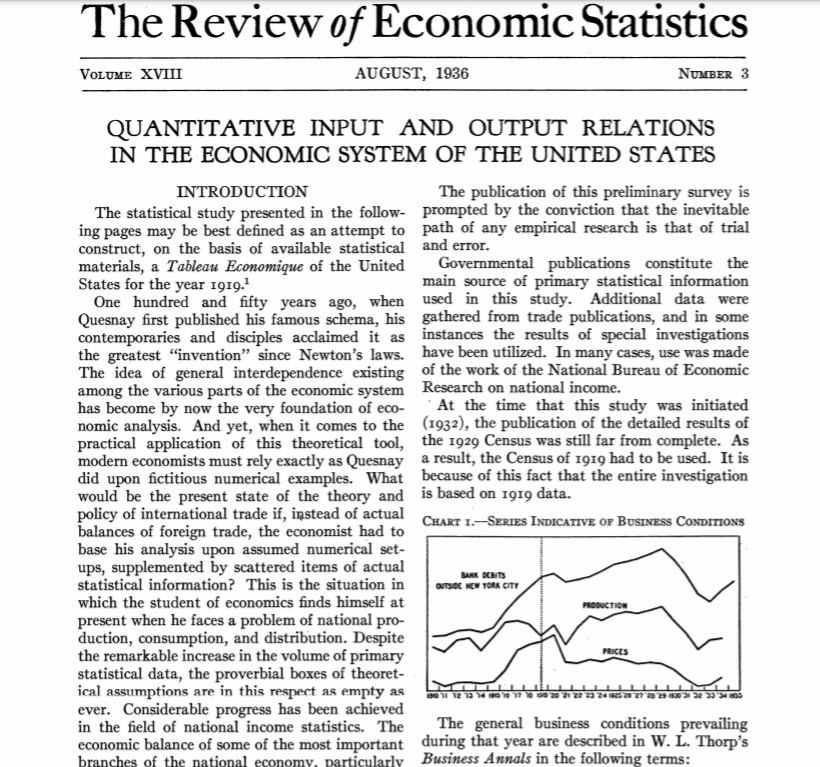 The Review of Economic Statistics
VOLUME XVIII
AUGUST, 1936
NUMBER 3
QUANTITATIVE INPUT AND OUTPUT RELATIONS
IN THE ECONOMIC SYSTEM OF THE UNITED STATES
INTRODUCTION
The statistical study presented in the follow-
ing pages may be best defined as an attempt to
construct, on the basis of available statistical
materials, a Tableau Economique of the United
States for the year 1919.¹
One hundred and fifty years ago, when
Quesnay first published his famous schema, his
contemporaries and disciples acclaimed it as
the greatest “invention” since Newton's laws.
The idea of general interdependence existing
among the various parts of the economic system
has become by now the very foundation of eco-
nomic analysis. And yet, when it comes to the
practical application of this theoretical tool,
modern economists must rely exactly as Quesnay
did upon fictitious numerical examples. What
would be the present state of the theory and
policy of international trade if, instead of actual
balances of foreign trade, the economist had to
base his analysis upon assumed numerical set-
ups, supplemented by scattered items of actual
statistical information? This is the situation in
which the student of economics finds himself at
present when he faces a problem of national pro-
duction, consumption, and distribution. Despite
the remarkable increase in the volume of primary
statistical data, the proverbial boxes of theoret-
ical assumptions are in this respect as empty as
ever. Considerable progress has been achieved
in the field of national income statistics. The
economic balance of some of the most important
branches of the national economy, particularly
The publication of this preliminary survey is
prompted by the conviction that the inevitable
path of any empirical research is that of trial
and error.
Governmental publications constitute the
main source of primary statistical information
used in this study. Additional data were
gathered from trade publications, and in some
instances the results of special investigations
have been utilized. In many cases, use was made
of the work of the National Bureau of Economic
Research on national income.
At the time that this study was initiated
(1932), the publication of the detailed results of
the 1929 Census was still far from complete. As
a result, the Census of 1919 had to be used. It is
because of this fact that the entire investigation
is based on 1919 data.
CHART 1.—SERIES INDICATIVE OF BUSINESS CONDITIONS
BANK DEBITS
OUTSIDE NEW YORK CITY
PRODUCTION
PRICES
1910 '11 '12 '13 '14 1915 '16 '17 '18 1919 '20 '21 '22 '23 '24 1925 '26 '27 '28 '29 1930 '31 '32 '33 '34 1935
The general business conditions prevailing
during that year are described in W. L. Thorp's
Business Annals in the following terms: